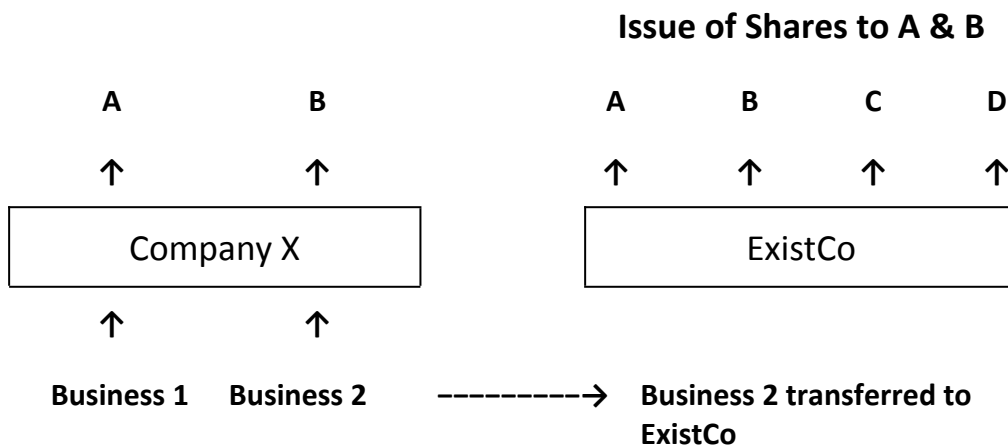 Issue of Shares to A & B
A B A B C D
Company X ExistCo
Business 1 Business 2 Business 2 transferred to
ExistCo